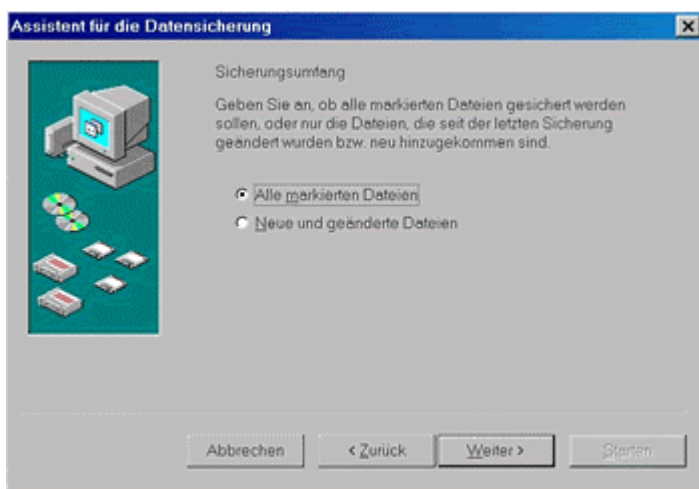 Assistent für die Datensicherung
Sicherungsumfang
Geben Sie an, ob alle markierten Dateien gesichert werden
sollen, oder nur die Dateien, die seit der letzten Sicherung
geändert wurden bzw. neu hinzugekommen sind.
Alle markierten Dateien
Neue und geänderte Dateien
Abbrechen
< Zurück
Weiter >
Starten